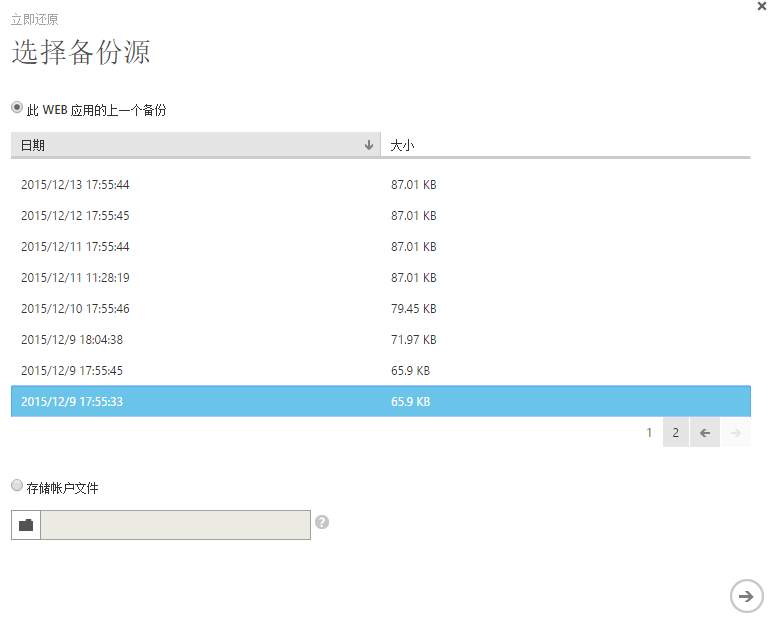 立即还原
选择备份源
此 WEB 应用的上一个备份
日期 大小
2015/12/13 17:55:44 87.01 KB
2015/12/12 17:55:45 87.01 KB
2015/12/11 17:55:44 87.01 KB
2015/12/11 11:28:19 87.01 KB
2015/12/10 17:55:46 79.45 KB
2015/12/9 18:04:38 71.97 KB
2015/12/9 17:55:45 65.9 KB
2015/12/9 17:55:33 65.9 KB
1 2
存储帐户文件
?